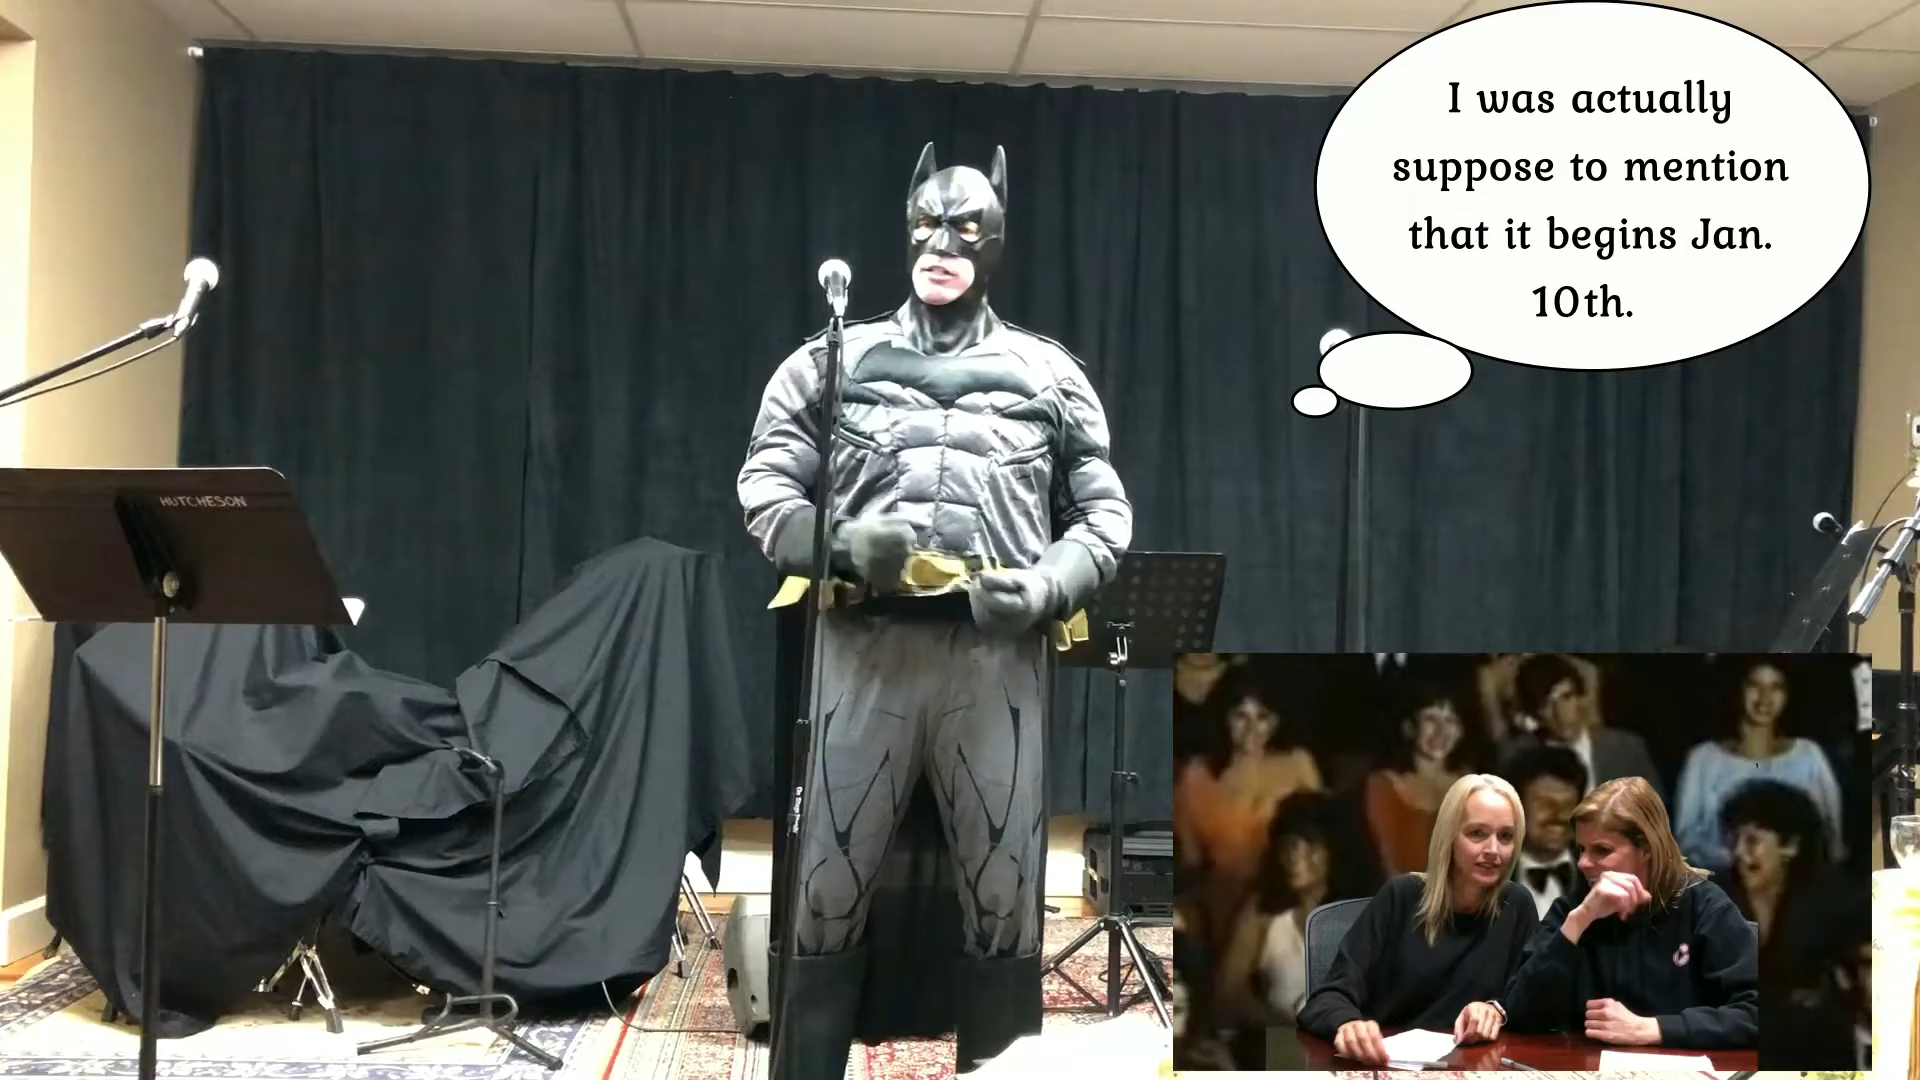 I was actually
suppose to mention
that it begins Jan.
10th.
HUTCHESON